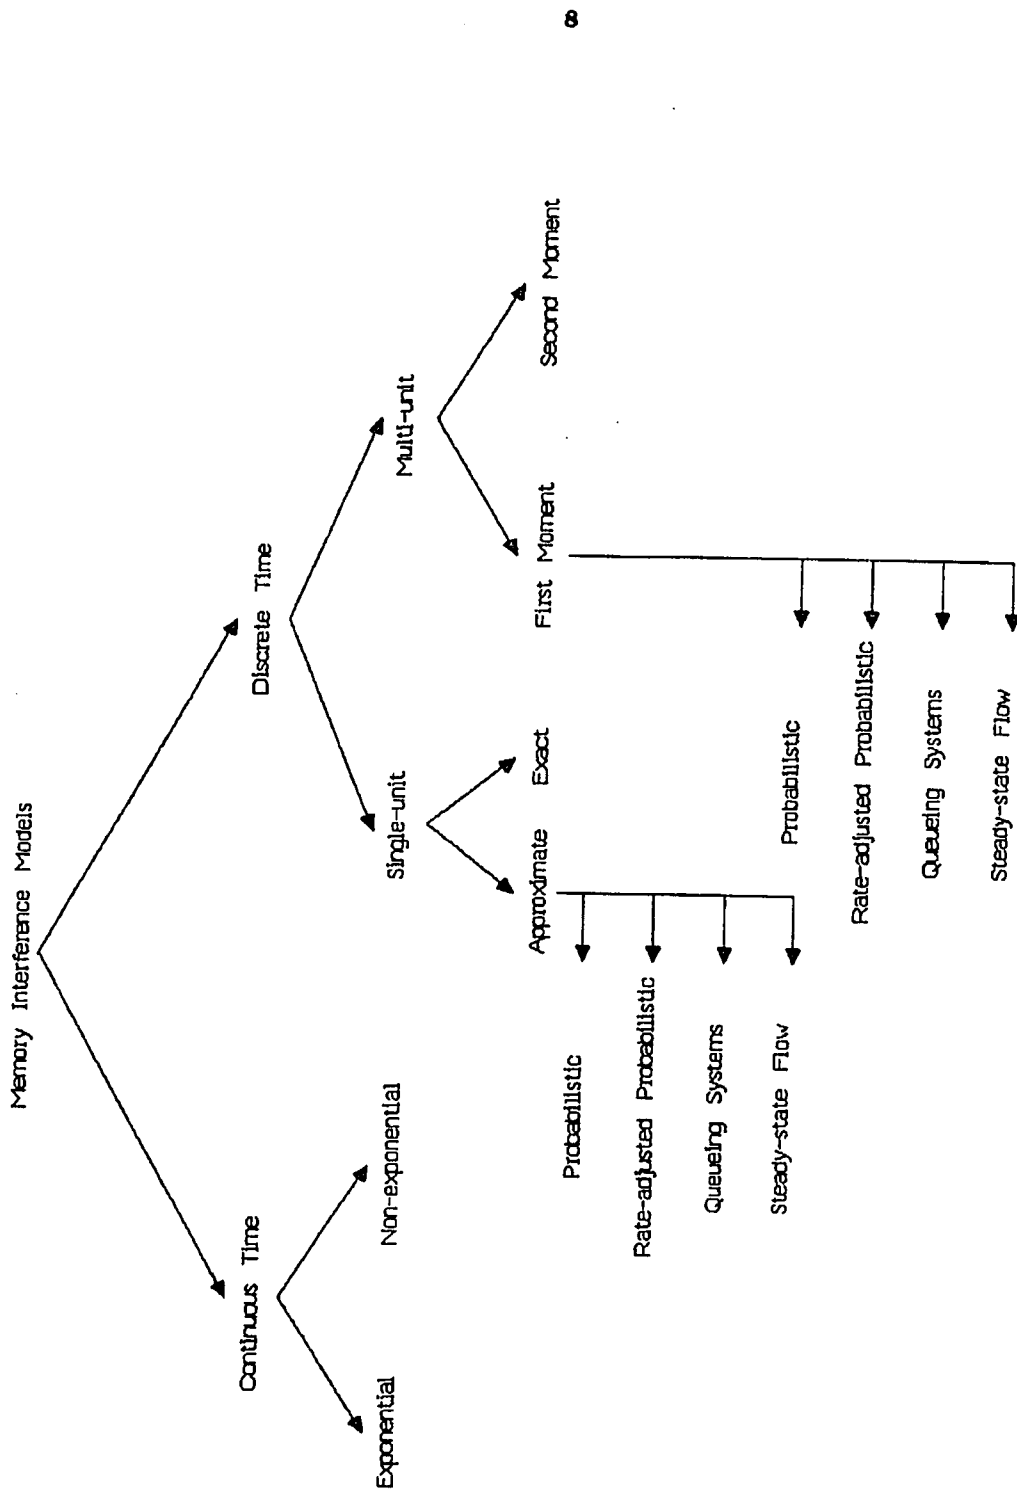 8
Memory Interference Models
Continuous Time
Discrete Time
Exponential
Non-exponential
Single-unit
Multi-unit
Approximate
Exact
First Moment
Second Moment
Probabilistic
Rate-adjusted Probabilistic
Queueing Systems
Steady-state Flow
Probabilistic
Rate-adjusted Probabilistic
Queueing Systems
Steady-state Flow